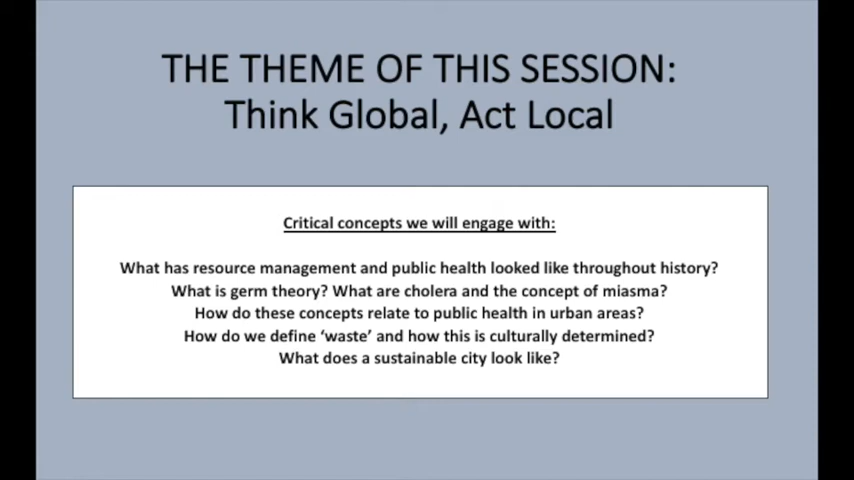 THE THEME OF THIS SESSION:
Think Global, Act Local
Critical concepts we will engage with:
What has resource management and public health looked like throughout history?
What is germ theory? What are cholera and the concept of miasma?
How do these concepts relate to public health in urban areas?
How do we define ‘waste’ and how this is culturally determined?
What does a sustainable city look like?